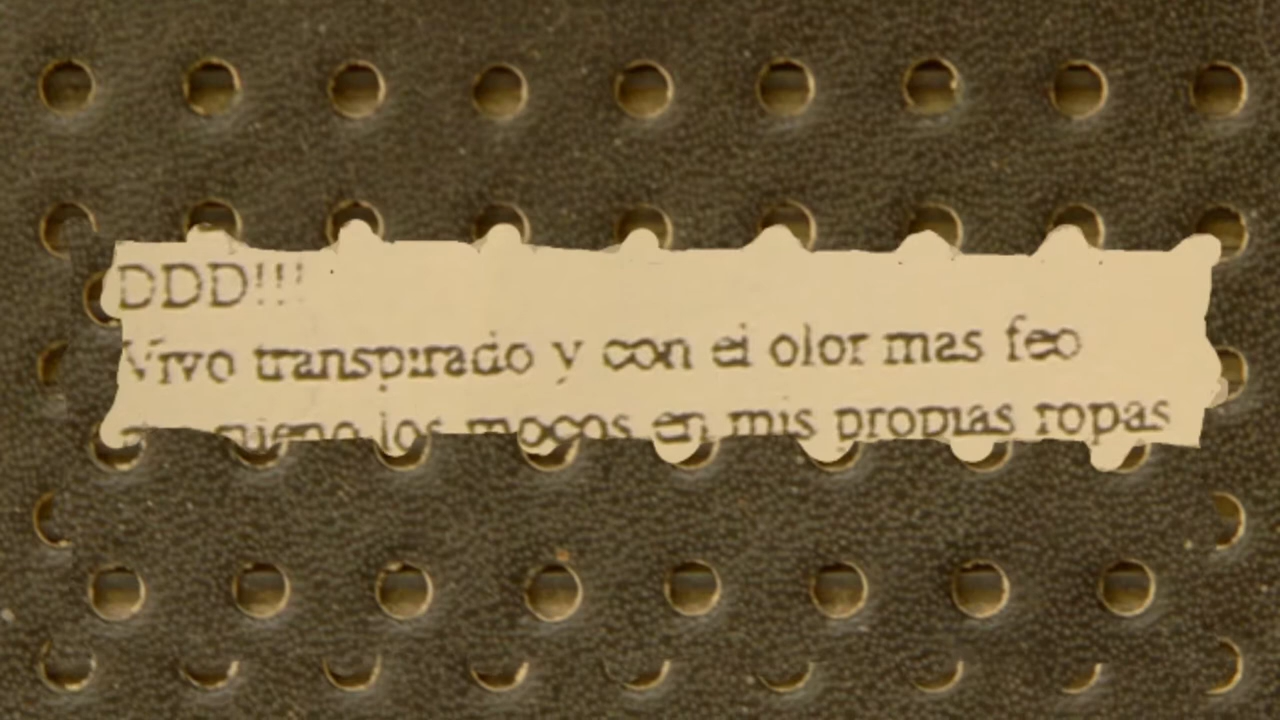 DDD!!!
Vivo transpirado y con el olor mas feo
los mocos en mis propias ropas